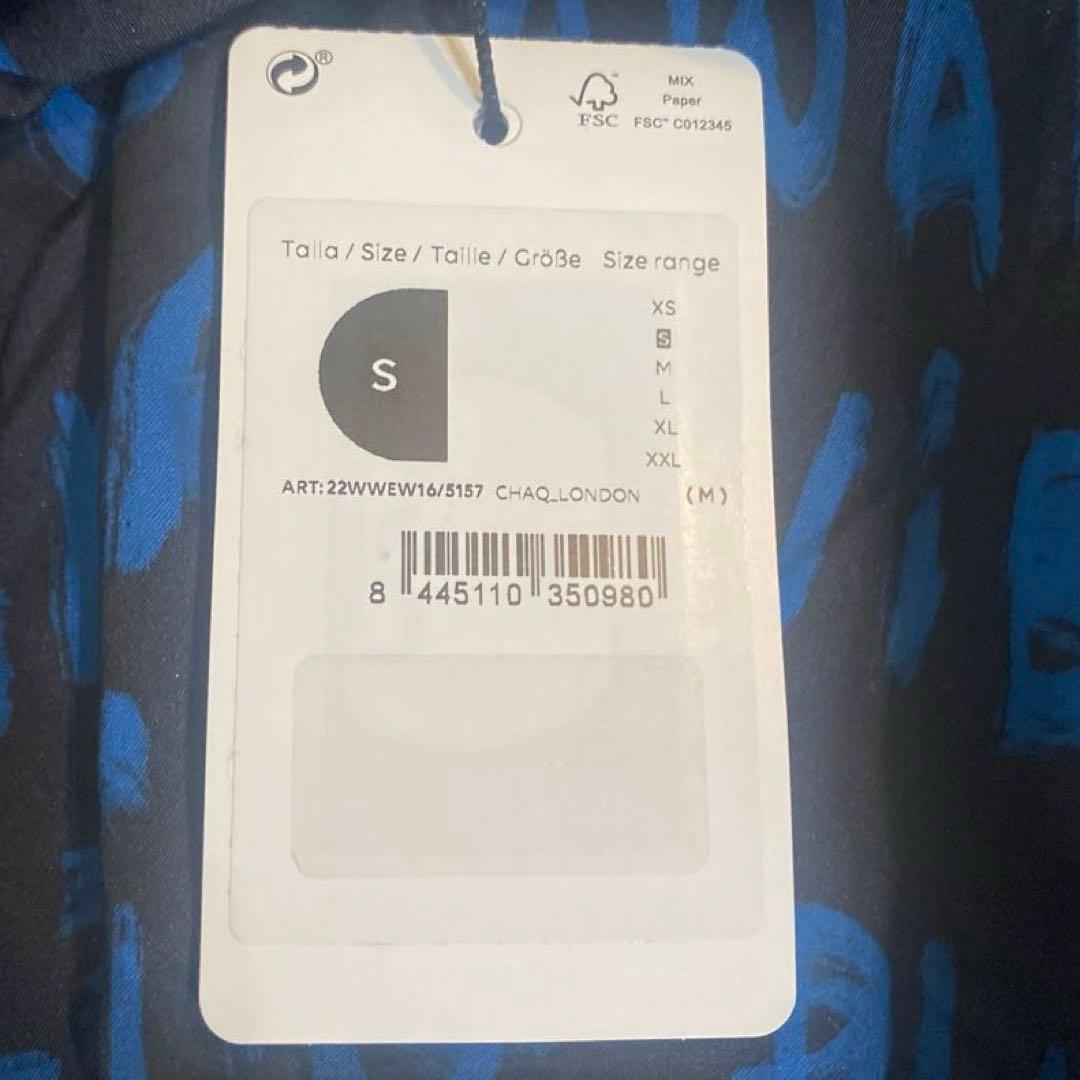 ®
MIX
Paper
FSC™ FSC™ C012345
Talla / Size / Taille / Größe Size range
XS
S
S
M
L
XL
XXL
ART: 22WWEW16/5157 CHAQ_LONDON (M)
8 445110 350980